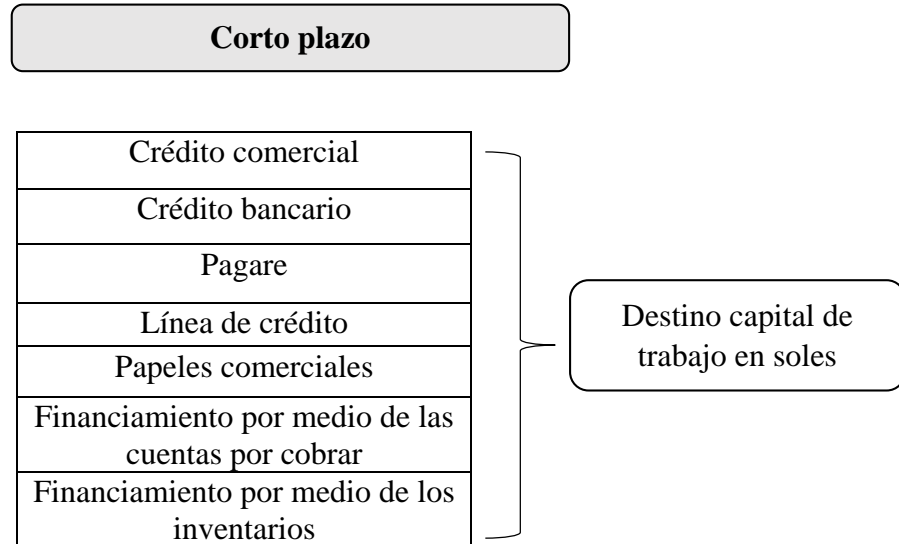 Corto plazo
Crédito comercial
Crédito bancario
Pagare
Línea de crédito
Papeles comerciales
Financiamiento por medio de las
cuentas por cobrar
Financiamiento por medio de los
inventarios
Destino capital de
trabajo en soles